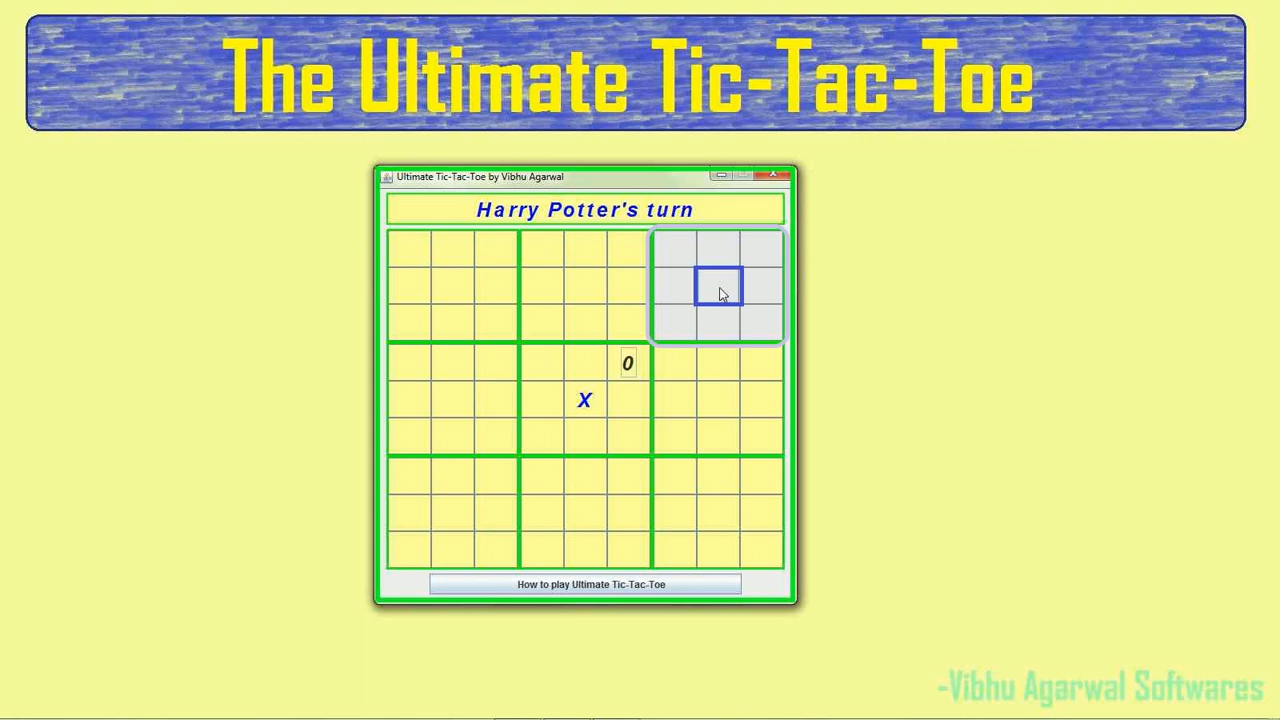 The Ultimate Tic-Tac-Toe
Ultimate Tic-Tac-Toe by Vibhu Agarwal
Harry Potter's turn
0
X
How to play Ultimate Tic-Tac-Toe
-Vibhu Agarwal Softwares